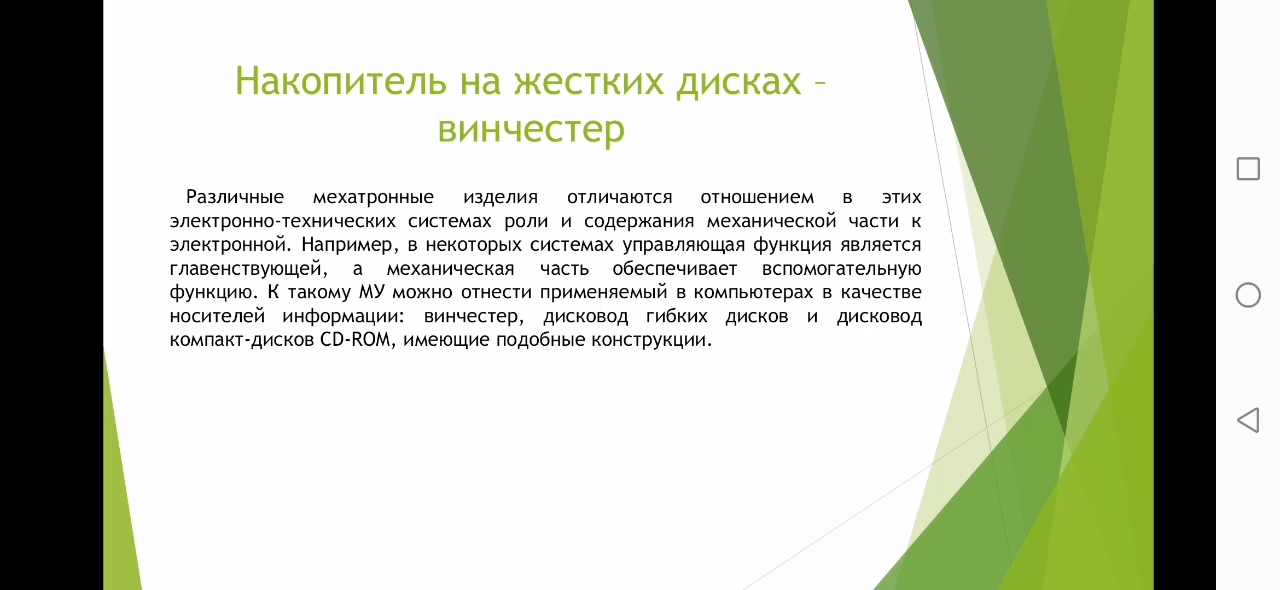 Накопитель на жестких дисках –
винчестер
Различные мехатронные изделия отличаются отношением в этих
электронно-технических системах роли и содержания механической части к
электронной. Например, в некоторых системах управляющая функция является
главенствующей, а механическая часть обеспечивает вспомогательную
функцию. К такому МУ можно отнести применяемый в компьютерах в качестве
носителей информации: винчестер, дисковод гибких дисков и дисковод
компакт-дисков CD-ROM, имеющие подобные конструкции.